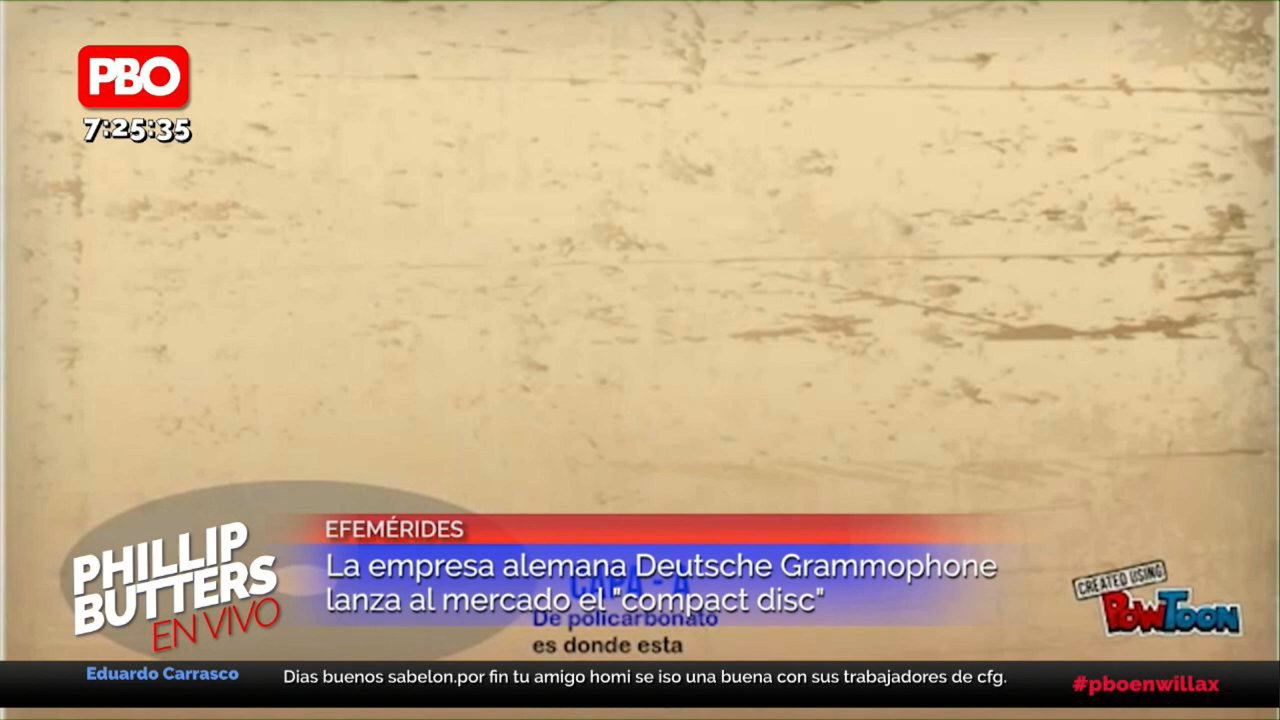 PBO
7:25:35
EFEMÉRIDES
La empresa alemana Deutsche Grammophone
lanza al mercado el "compact disc"
CAPA - A
De policarbonato
es donde esta
PHILLIP
BUTTERS
EN VIVO
CREATED USING
POWTOON
Eduardo Carrasco
Dias buenos sabelon.por fin tu amigo homi se iso una buena con sus trabajadores de cfg.
#pboenwillax